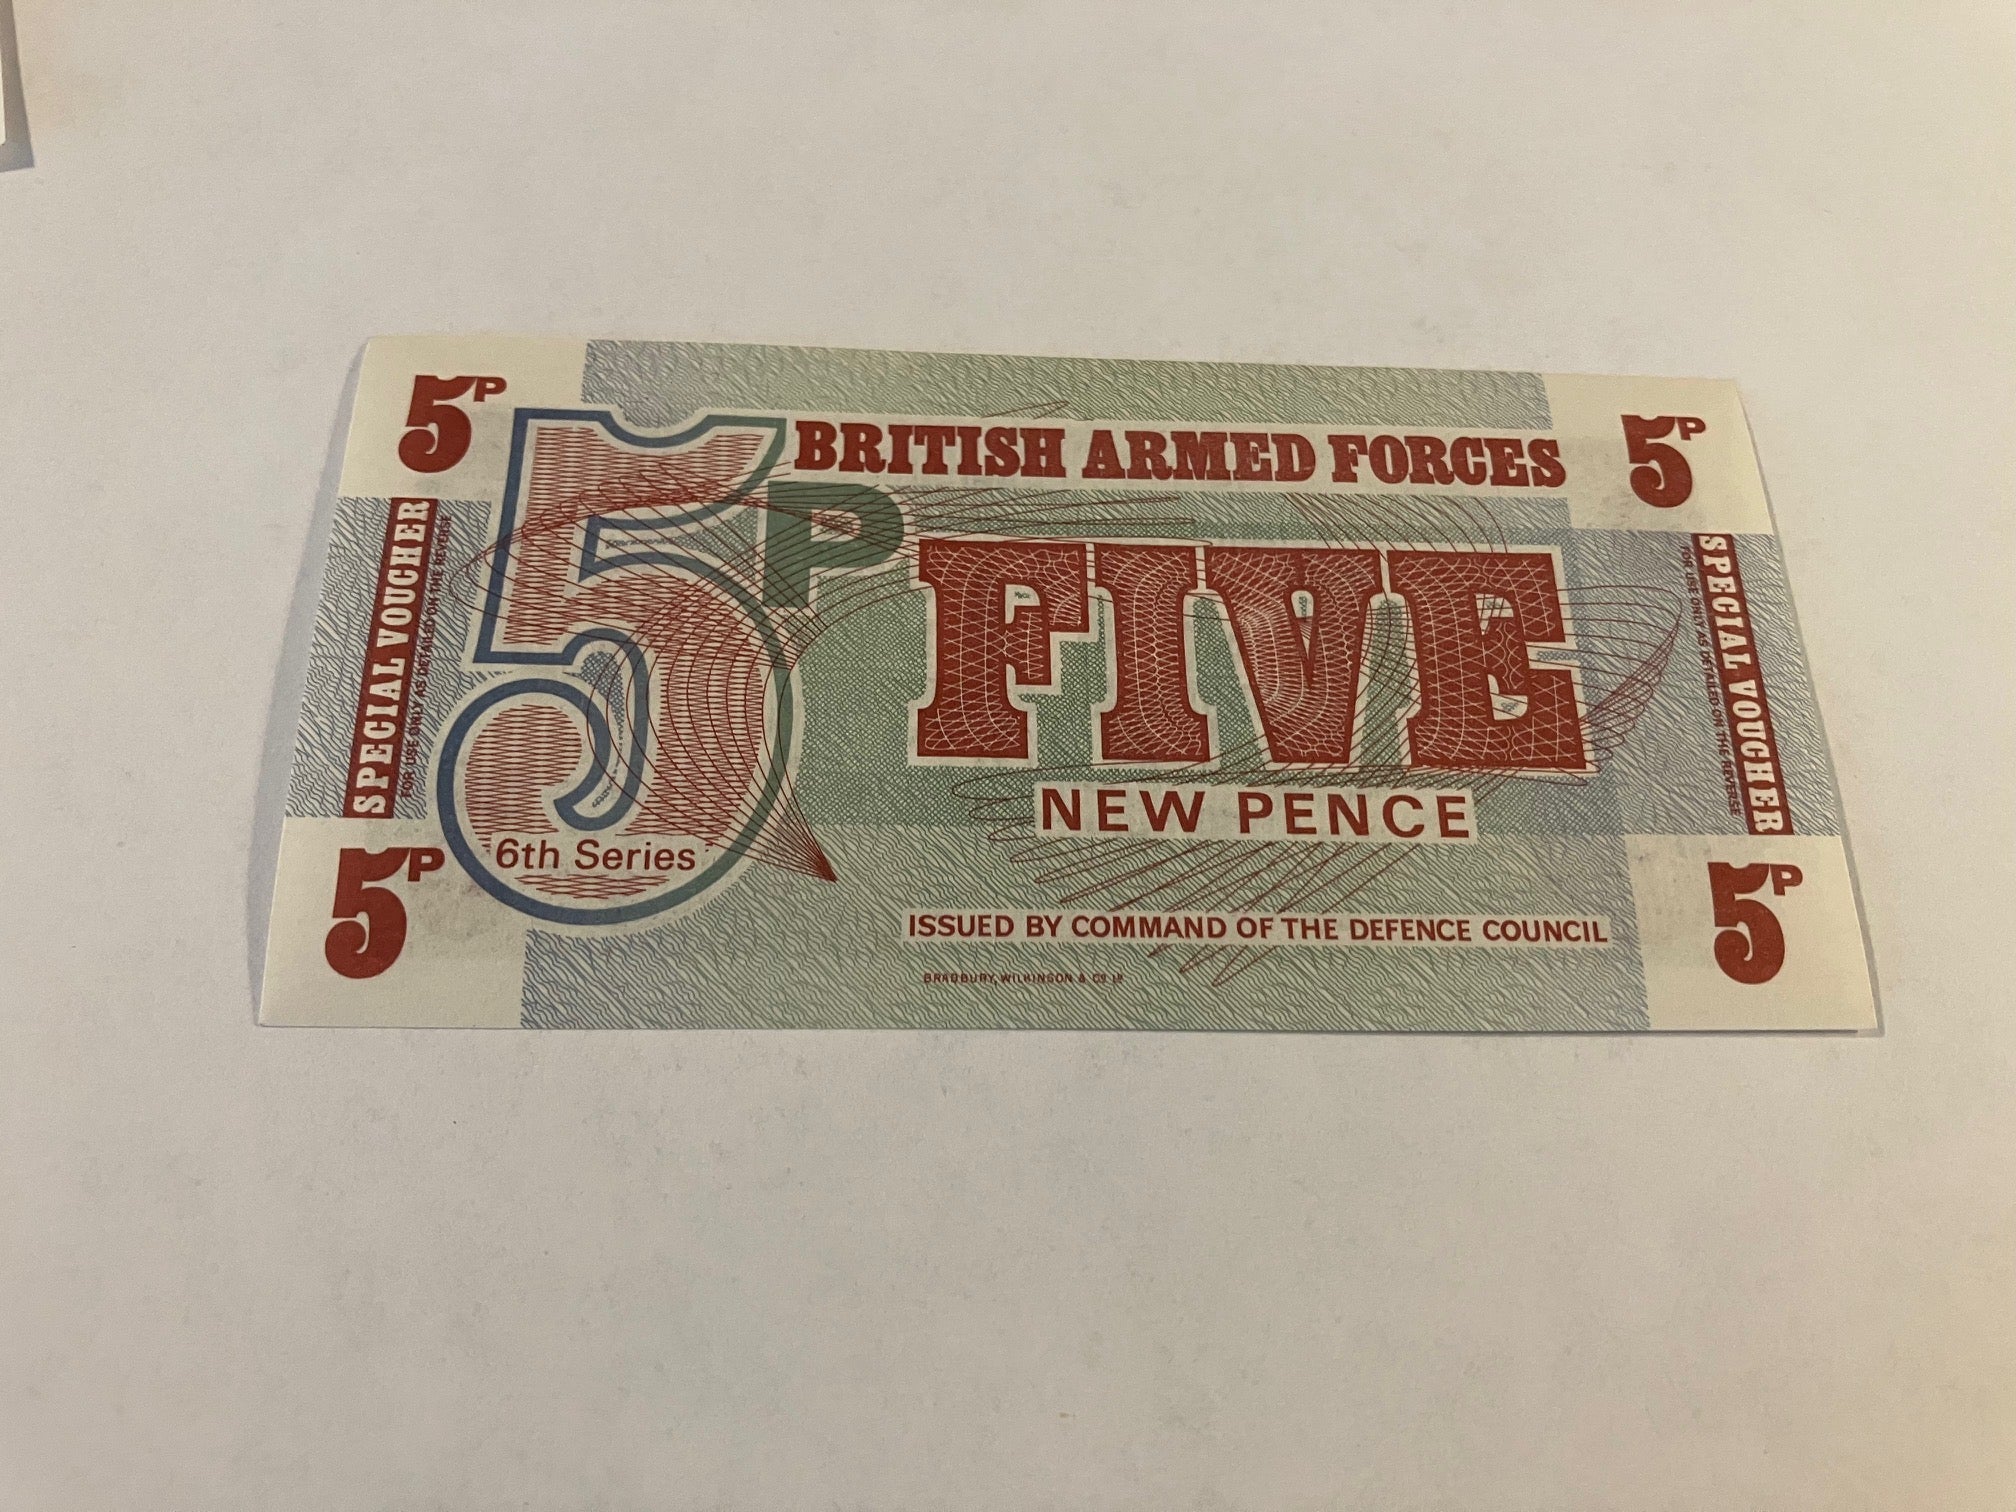 5P
BRITISH ARMED FORCES
5P
5P
FIVE
NEW PENCE
6th Series
ISSUED BY COMMAND OF THE DEFENCE COUNCIL
BRADBURY, WILKINSON & Co. Ld
5P
5P
SPECIAL VOUCHER
FOR USE ONLY AS DETAILED ON THE REVERSE
SPECIAL VOUCHER
FOR USE ONLY AS DETAILED ON THE REVERSE